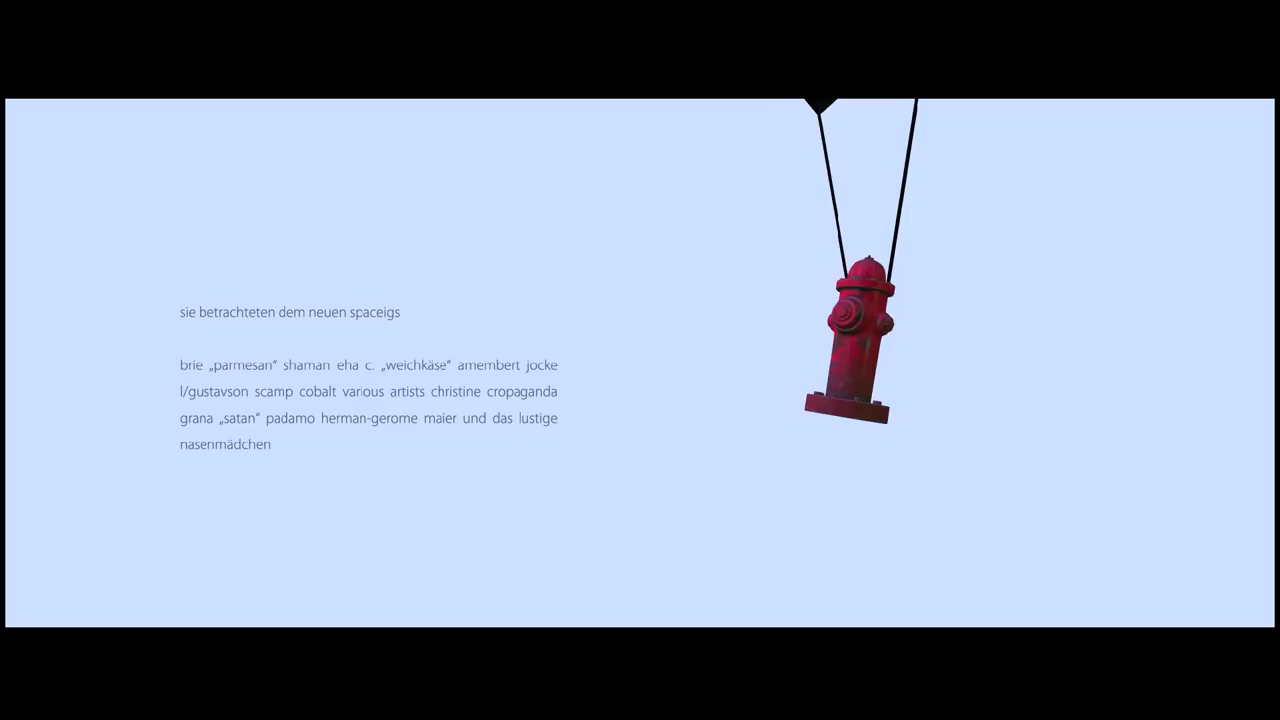 sie betrachteten dem neuen spaceigs
brie „parmesan“ shaman eha c. „weichkäse“ amembert jocke
l/gustavson scamp cobalt various artists christine cropaganda
grana „satan“ padamo herman-gerome maier und das lustige
nasenmädchen